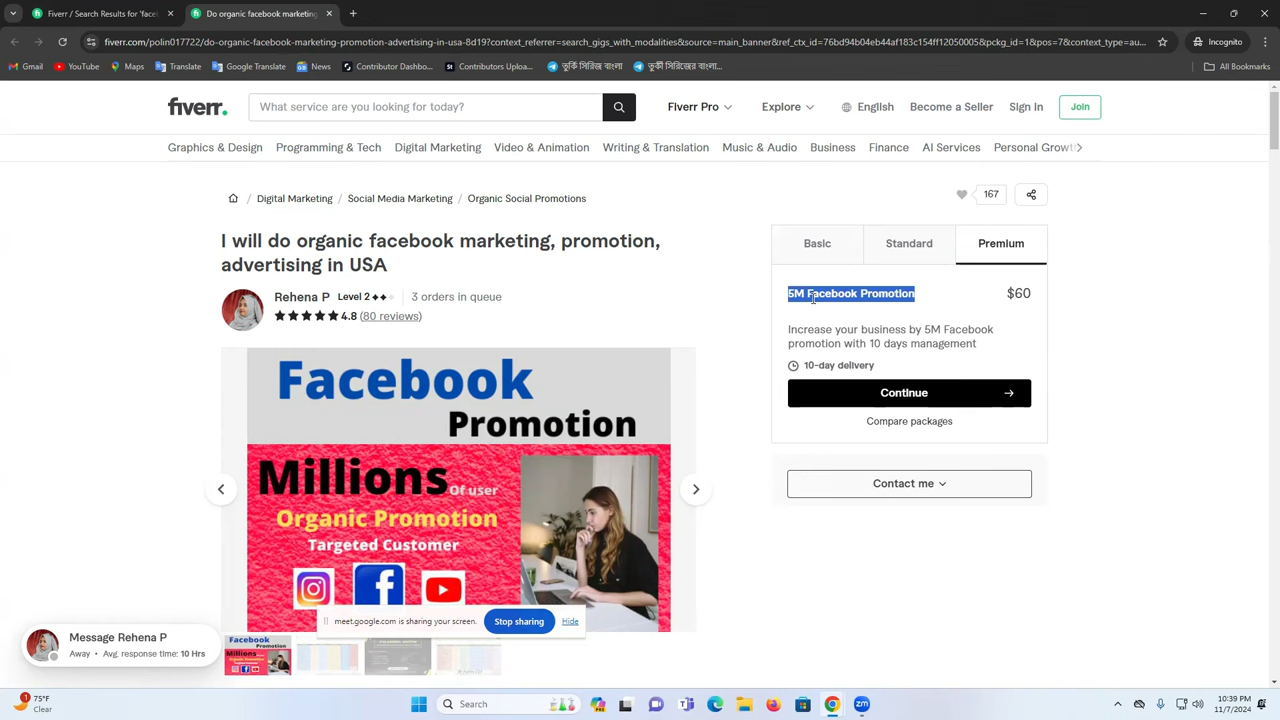 Fiverr / Search Results for 'facel
Do organic facebook marketing
fiverr.com/polin017722/do-organic-facebook-marketing-promotion-advertising-in-usa-8d19?context_referrer=search_gigs_with_modalities&source=main_banner&ref_ctx_id=76bd94b04eb44af183c154ff12050005&pckg_id=1&pos=7&context_type=au...
Incognito
Gmail
YouTube
Maps
Translate
Google Translate
News
Contributor Dashbo...
Contributors Uploa...
All Bookmarks
fiverr.
What service are you looking for today?
Fiverr Pro
Explore
English
Become a Seller
Sign In
Join
Graphics & Design
Programming & Tech
Digital Marketing
Video & Animation
Writing & Translation
Music & Audio
Business
Finance
AI Services
Personal Growt
Digital Marketing / Social Media Marketing / Organic Social Promotions
167
I will do organic facebook marketing, promotion,
advertising in USA
Rehena P Level 2
3 orders in queue
4.8 (80 reviews)
Basic
Standard
Premium
5M Facebook Promotion
$60
Increase your business by 5M Facebook
promotion with 10 days management
10-day delivery
Continue
Compare packages
Contact me
Facebook
Promotion
Millions Of user
Organic Promotion
Targeted Customer
meet.google.com is sharing your screen.
Stop sharing
Hide
Message Rehena P
Away • Avg. response time: 10 Hrs
Facebook
Promotion
Millions
1
75°F
Clear
Search
zm
10:39 PM
11/7/2024